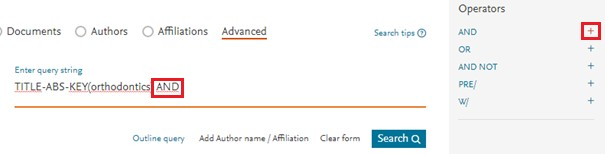 Documents Authors Affiliations Advanced Search tips
Enter query string
TITLE-ABS-KEY(orthodontics AND
Outline query Add Author name / Affiliation Clear form Search
Operators
AND +
OR +
AND NOT +
PRE/ +
W/ +